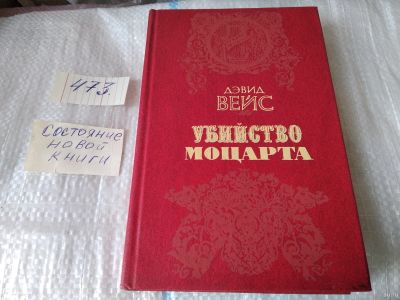 473.
Состояние
новой
книги
ДЭВИД
ВЕЙС
УБИЙСТВО
МОЦАРТА